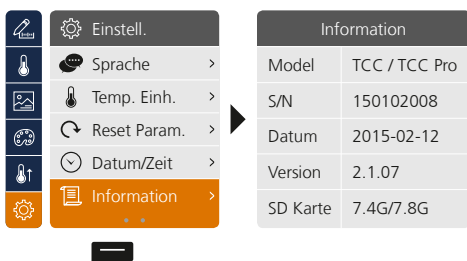 Einstell.
Sprache
Temp. Einh.
Reset Param.
Datum/Zeit
Information
Information
Model TCC / TCC Pro
S/N 150102008
Datum 2015-02-12
Version 2.1.07
SD Karte 7.4G/7.8G